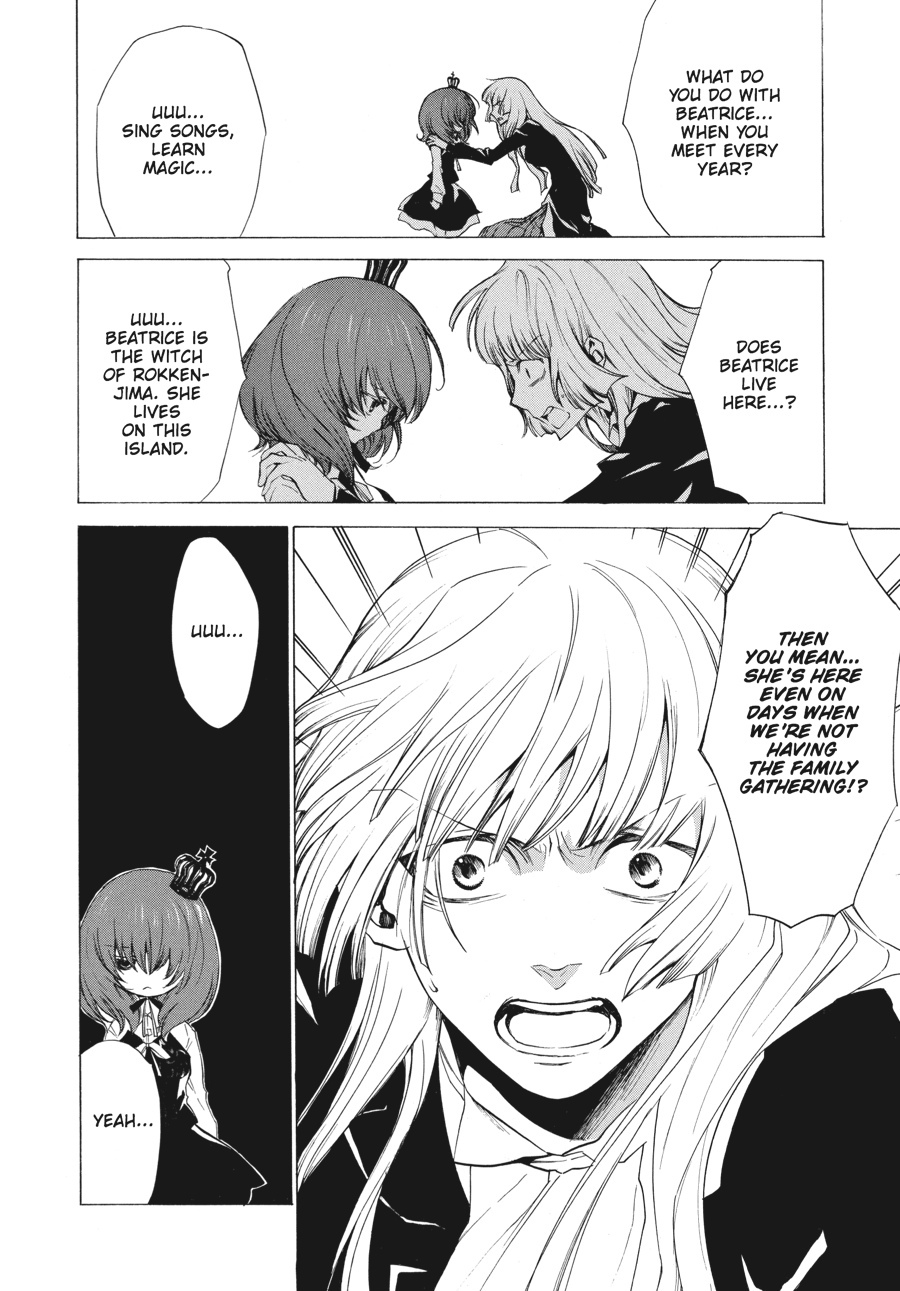 WHAT DO
YOU DO WITH
BEATRICE...
WHEN YOU
MEET EVERY
YEAR?
UUU...
SING SONGS,
LEARN
MAGIC...
DOES
BEATRICE
LIVE
HERE...?
UUU...
BEATRICE IS
THE WITCH
OF ROKKEN-
JIMA. SHE
LIVES
ON THIS
ISLAND.
THEN
YOU MEAN...
SHE'S HERE
EVEN ON
DAYS WHEN
WE'RE NOT
HAVING
THE FAMILY
GATHERING!?
UUU...
YEAH...